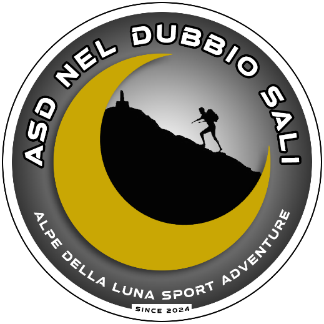 ASD NEL DUBBIO SALI
ALPE DELLA LUNA SPORT ADVENTURE
SINCE 2024